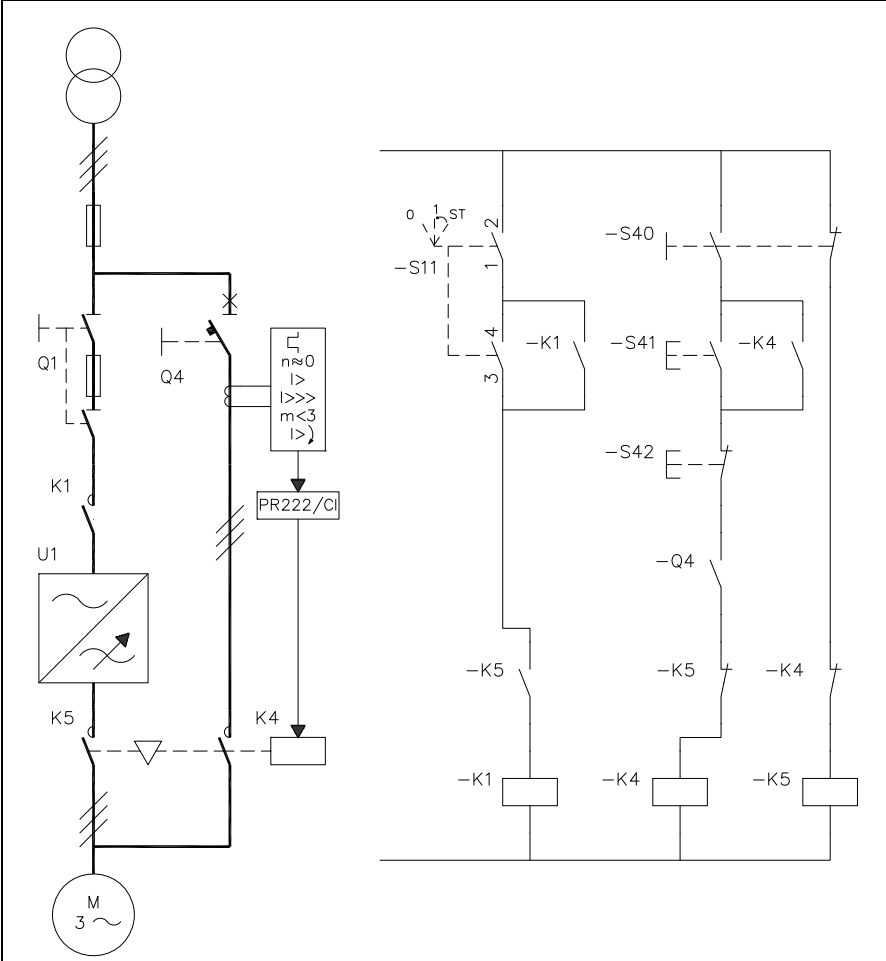 Q1
Q4
n≈0
I>
I>>>
m<3
I>
K1
PR222/CI
U1
K5
K4
M
3
0
1
ST
2
-S11
1
4
-K1
3
-S40
-S41
-K4
-S42
-Q4
-K5
-K5
-K4
-K1
-K4
-K5